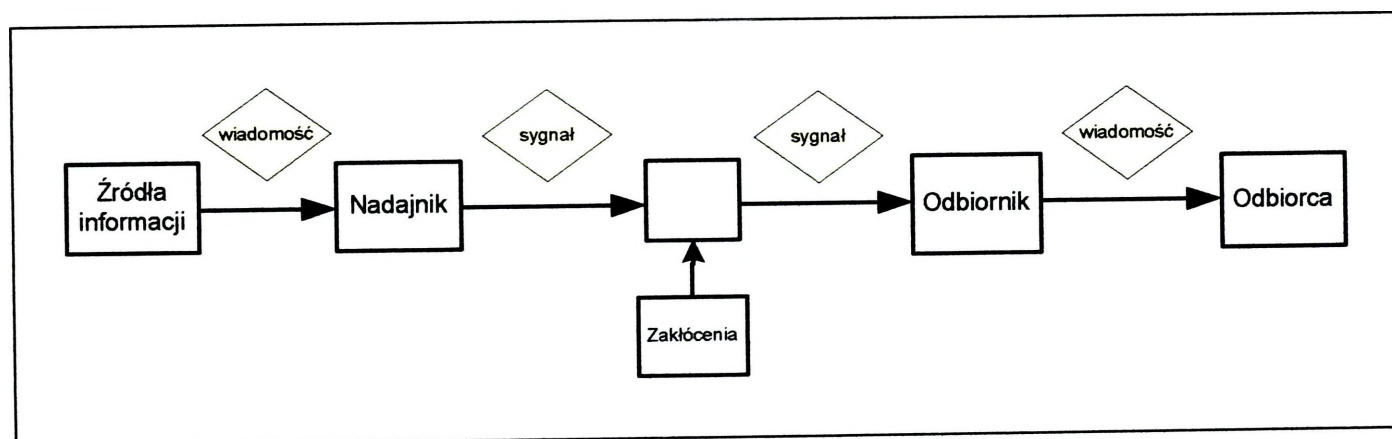 wiadomość
sygnał
sygnał
wiadomość
Źródła
informacji
Nadajnik
Odbiornik
Odbiorca
Zakłócenia